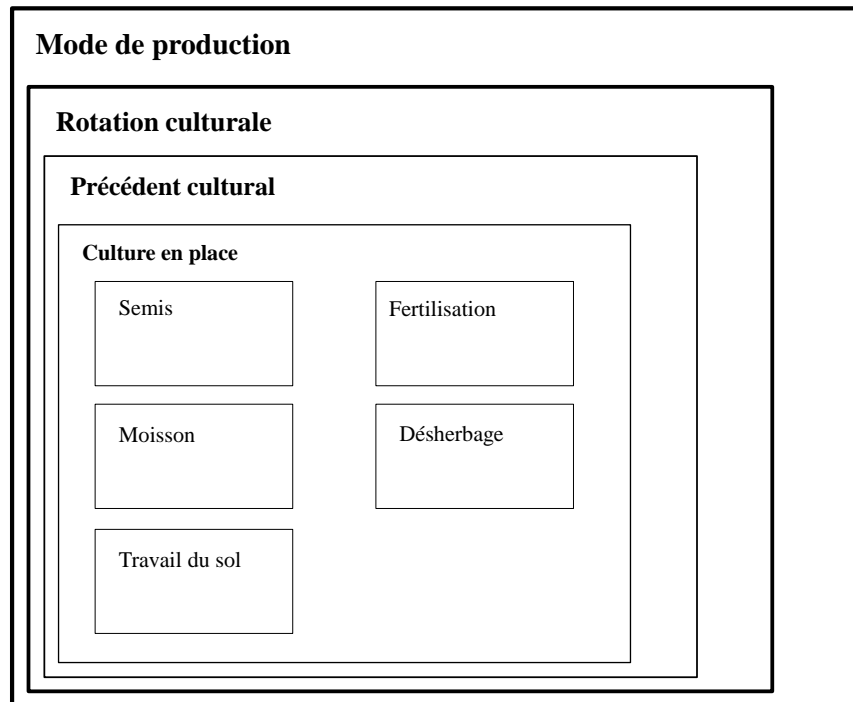 Mode de production
Rotation culturale
Précédent cultural
Culture en place
Semis
Fertilisation
Moisson
Désherbage
Travail du sol